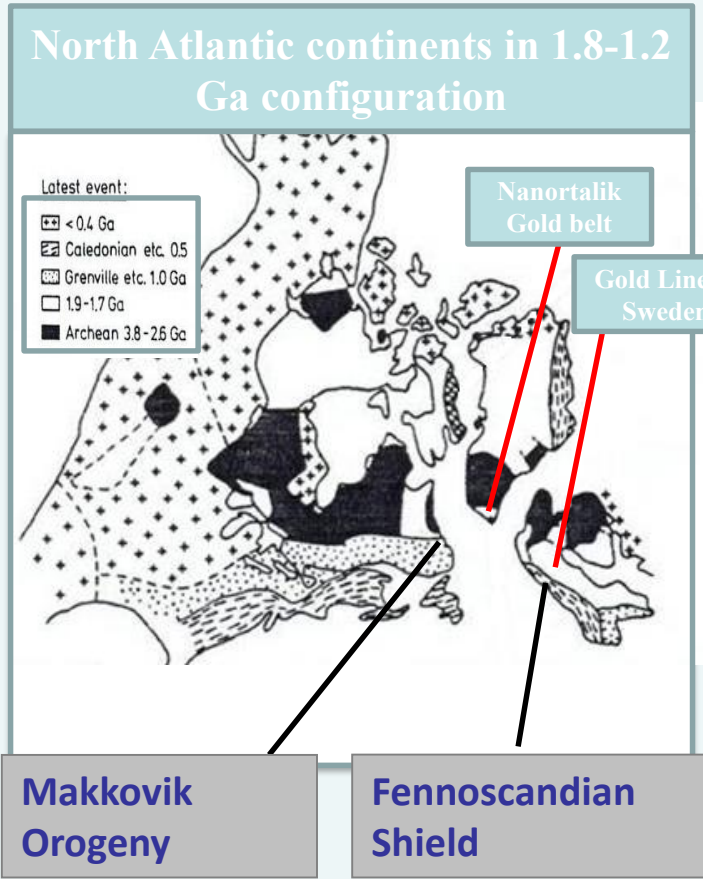 North Atlantic continents in 1.8-1.2
Ga configuration
Latest event:
< 0.4 Ga
Caledonian etc. 0.5
Grenville etc. 1.0 Ga
1.9-1.7 Ga
Archean 3.8-2.6 Ga
Nanortalik
Gold belt
Gold Line
Sweden
Makkovik
Orogeny
Fennoscandian
Shield